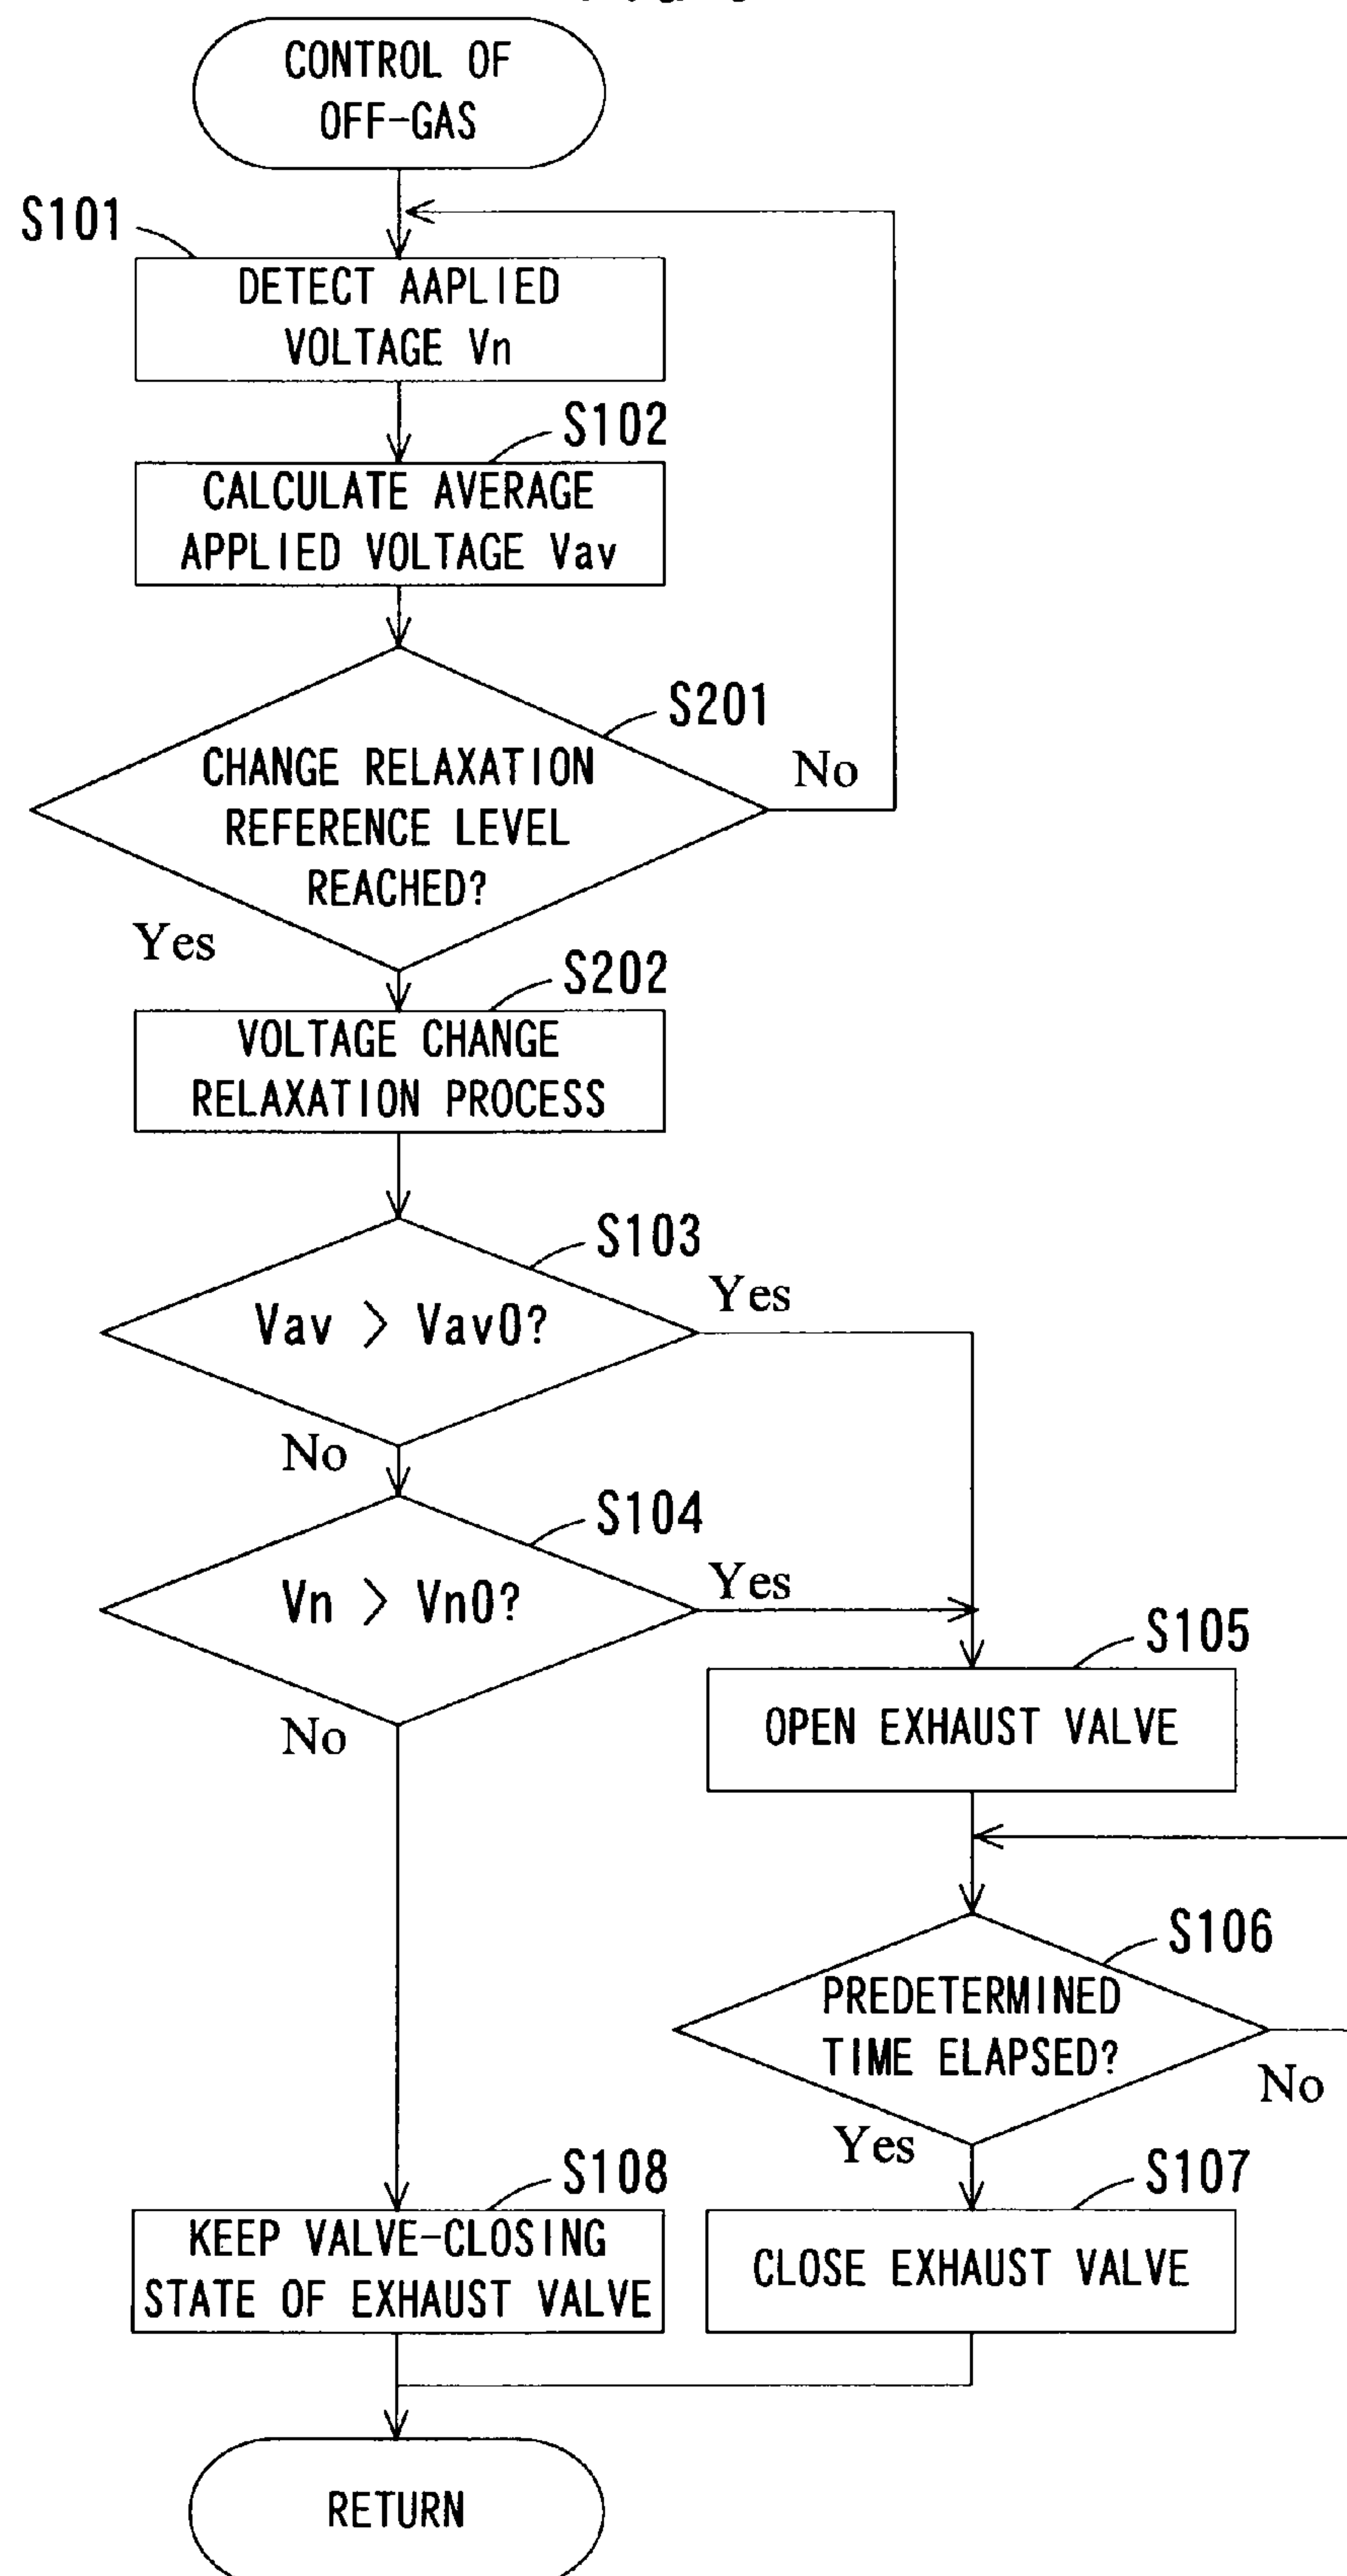 CONTROL OF
OFF-GAS
S101
DETECT AAPLIED
VOLTAGE Vn
S102
CALCULATE AVERAGE
APPLIED VOLTAGE Vav
S201
CHANGE RELAXATION
REFERENCE LEVEL
REACHED?
No
Yes
S202
VOLTAGE CHANGE
RELAXATION PROCESS
S103
Vav > Vav0?
Yes
No
S104
Vn > Vn0?
Yes
No
S105
OPEN EXHAUST VALVE
S106
PREDETERMINED
TIME ELAPSED?
No
Yes
S108
KEEP VALVE-CLOSING
STATE OF EXHAUST VALVE
S107
CLOSE EXHAUST VALVE
RETURN